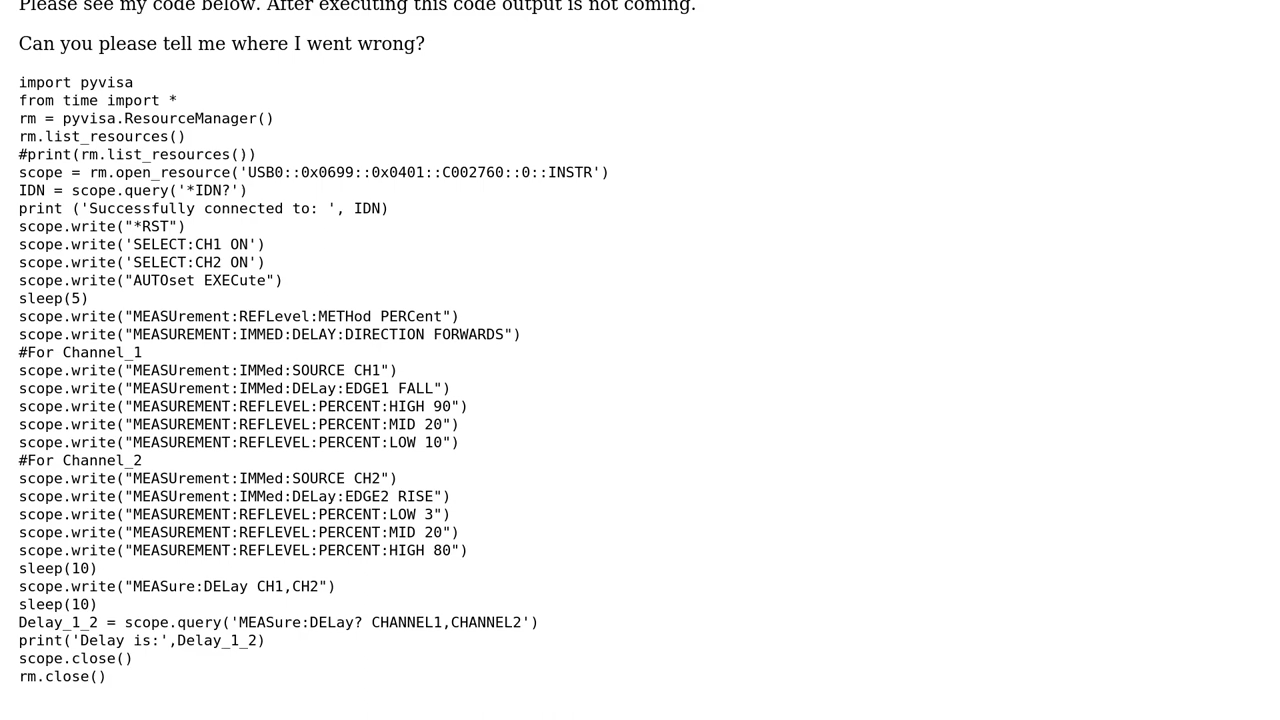 Please see my code below. After executing this code output is not coming.
Can you please tell me where I went wrong?
import pyvisa
from time import *
rm = pyvisa.ResourceManager()
rm.list_resources()
#print(rm.list_resources())
scope = rm.open_resource('USB0::0x0699::0x0401::C002760::0::INSTR')
IDN = scope.query('*IDN?')
print ('Successfully connected to: ', IDN)
scope.write("*RST")
scope.write('SELECT:CH1 ON')
scope.write('SELECT:CH2 ON')
scope.write("AUTOset EXECute")
sleep(5)
scope.write("MEASUrement:REFLevel:METHod PERCent")
scope.write("MEASUREMENT:IMMED:DELAY:DIRECTION FORWARDS")
#For Channel_1
scope.write("MEASUrement:IMMed:SOURCE CH1")
scope.write("MEASUrement:IMMed:DELay:EDGE1 FALL")
scope.write("MEASUREMENT:REFLEVEL:PERCENT:HIGH 90")
scope.write("MEASUREMENT:REFLEVEL:PERCENT:MID 20")
scope.write("MEASUREMENT:REFLEVEL:PERCENT:LOW 10")
#For Channel_2
scope.write("MEASUrement:IMMed:SOURCE CH2")
scope.write("MEASUrement:IMMed:DELay:EDGE2 RISE")
scope.write("MEASUREMENT:REFLEVEL:PERCENT:LOW 3")
scope.write("MEASUREMENT:REFLEVEL:PERCENT:MID 20")
scope.write("MEASUREMENT:REFLEVEL:PERCENT:HIGH 80")
sleep(10)
scope.write("MEASure:DELay CH1,CH2")
sleep(10)
Delay_1_2 = scope.query('MEASure:DELay? CHANNEL1,CHANNEL2')
print('Delay is:',Delay_1_2)
scope.close()
rm.close()